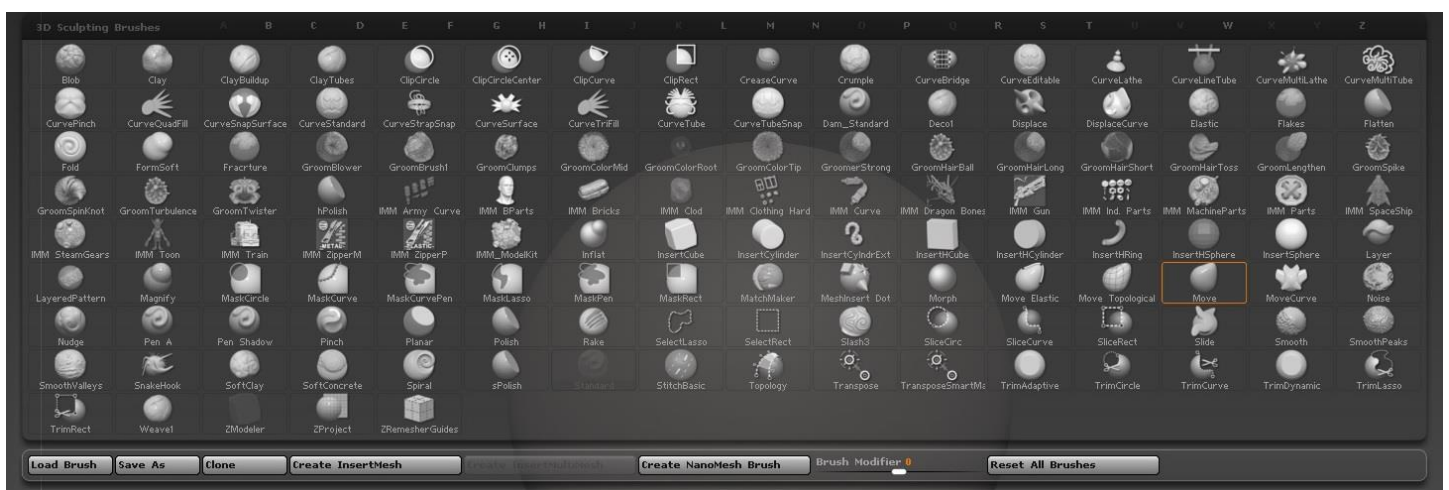 3D Sculpting Brushes A B C D E F G H I J K L M N O P Q R S T U V W X Y Z
Blob Clay ClayBuildup ClayTubes ClipCircle ClipCircleCenter ClipCurve ClipRect CreaseCurve Crumple CurveBridge CurveEditable CurveLathe CurveLineTube CurveMultiLathe CurveMultiTube
CurvePinch CurveQuadFill CurveSnapSurface CurveStandard CurveStrapSnap CurveSurface CurveTriFill CurveTube CurveTubeSnap Dam_Standard Deco1 Displace DisplaceCurve Elastic Flakes Flatten
Fold FormSoft Fracrture GroomBlower GroomBrush1 GroomClumps GroomColorMid GroomColorRoot GroomColorTip GroomerStrong GroomHairBall GroomHairLong GroomHairShort GroomHairToss GroomLengthen GroomSpike
GroomSpinKnot GroomTurbulence GroomTwister hPolish IMM Army Curve IMM BParts IMM Bricks IMM Clod IMM Clothing Hard IMM Curve IMM Dragon Bones IMM Gun IMM Ind. Parts IMM MachineParts IMM Parts IMM SpaceShip
METAL PLASTIC
IMM SteamGears IMM Toon IMM Train IMM ZipperM IMM ZipperP IMM_ModelKit Inflat InsertCube InsertCylinder InsertCylndrExt InsertHCube InsertHCylinder InsertHRing InsertHSphere InsertSphere Layer
LayeredPattern Magnify MaskCircle MaskCurve MaskCurvePen MaskLasso MaskPen MaskRect MatchMaker MeshInsert Dot Morph Move Elastic Move Topological Move MoveCurve Noise
Nudge Pen A Pen Shadow Pinch Planar Polish Rake SelectLasso SelectRect Slash3 SliceCirc SliceCurve SliceRect Slide Smooth SmoothPeaks
SmoothValleys SnakeHook SoftClay SoftConcrete Spiral sPolish Standard StitchBasic Topology Transpose TransposeSmartMa TrimAdaptive TrimCircle TrimCurve TrimDynamic TrimLasso
TrimRect Weave1 ZModeler ZProject ZRemesherGuides
Load Brush Save As Clone Create InsertMesh Create InsertMultiMesh Create NanoMesh Brush Brush Modifier 0 Reset All Brushes